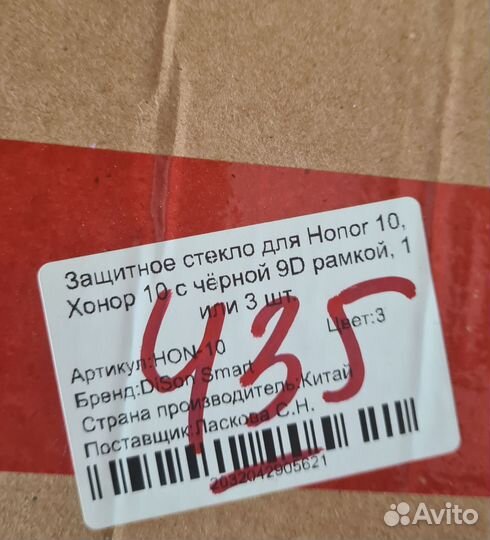 Защитное стекло для Honor 10,
Хонор 10 с чёрной 9D рамкой, 1
или 3 шт.
Цвет:3
Артикул:HON-10
Бренд:DiSon Smart
Страна производитель:Китай
Поставщик:Ласкова С.Н.
2032042905621
435
Avito